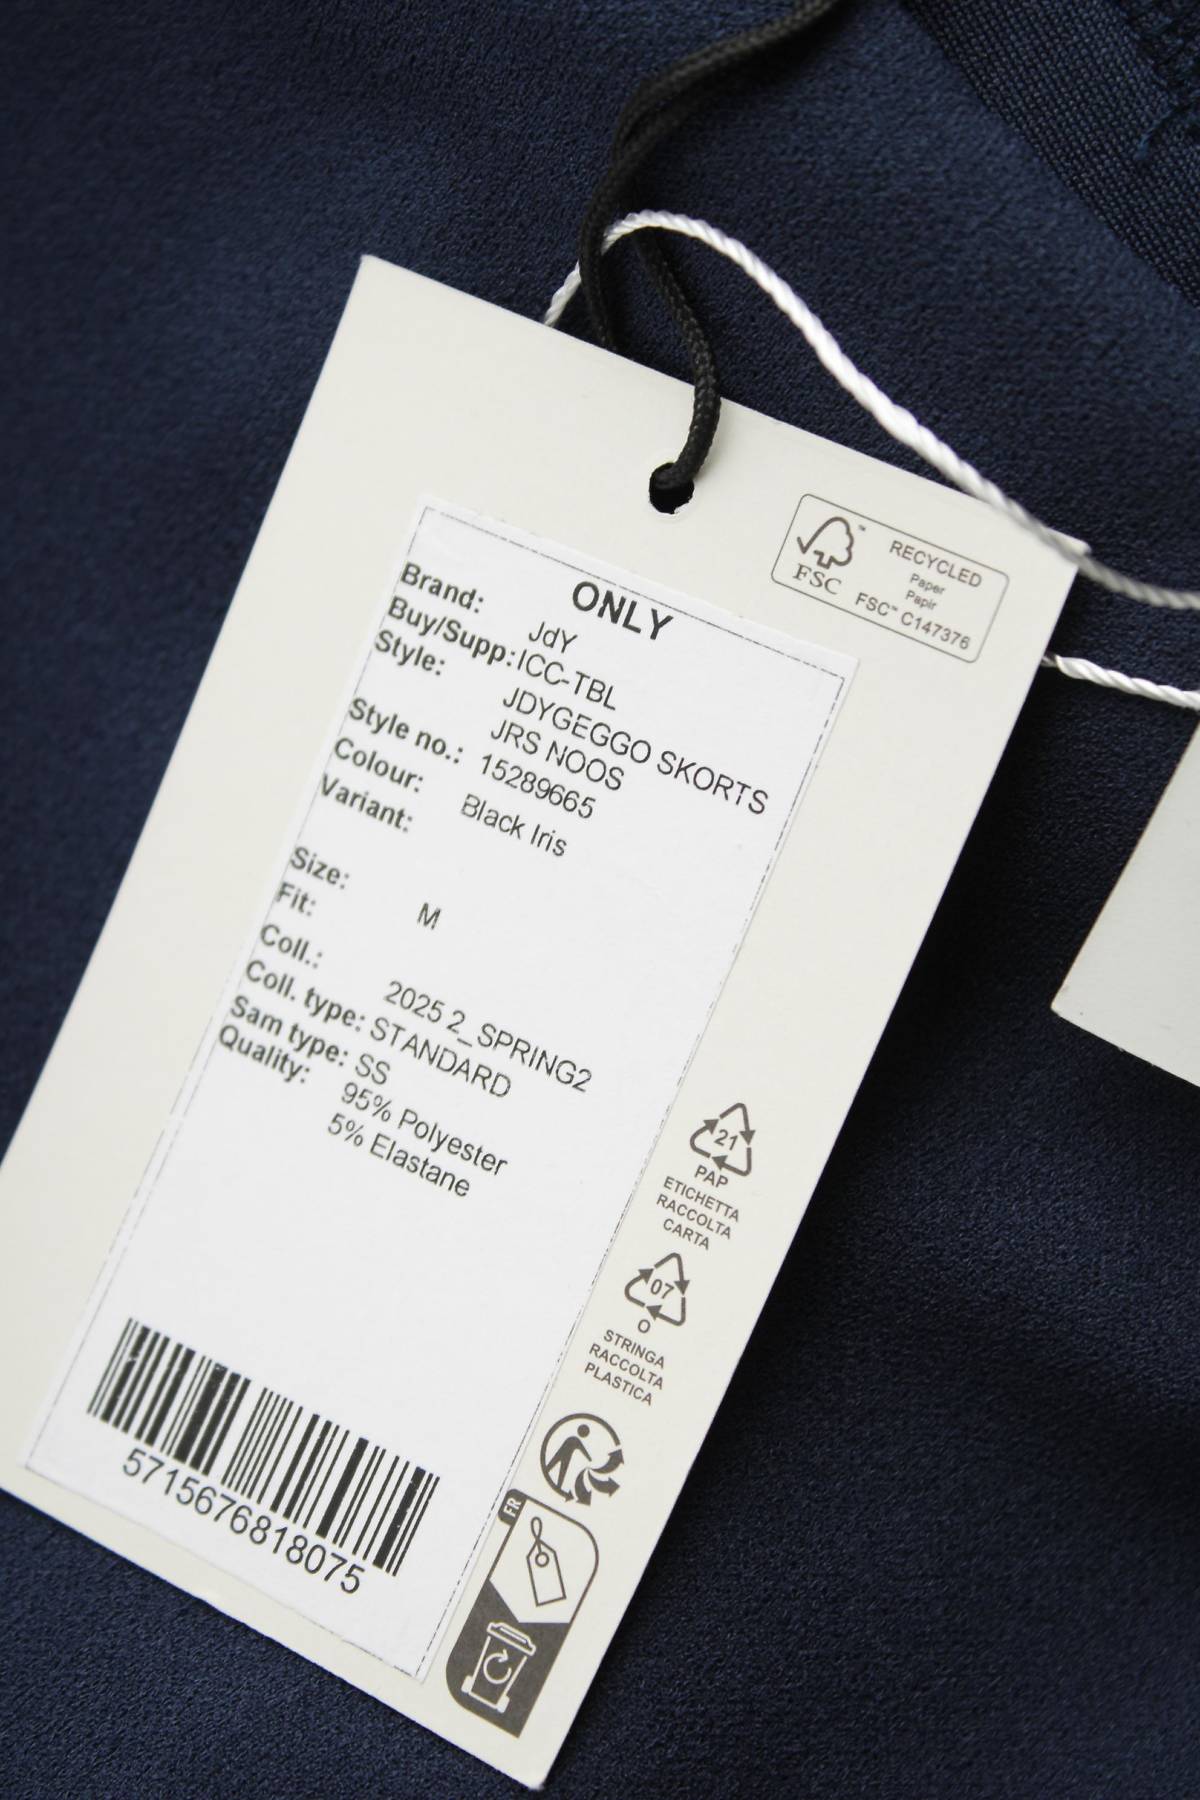 ONLY
Brand: JdY
Buy/Supp: ICC-TBL
Style: JDYGEGGO SKORTS
JRS NOOS
Style no.: 15289665
Colour: Black Iris
Variant:
Size: M
Fit:
Coll.: 2025 2_SPRING2
Coll. type: STANDARD
Sam type: SS
Quality: 95% Polyester
5% Elastane
5715676818075
FSC™
RECYCLED
Paper
Papir
FSC™ C147376
21
PAP
ETICHETTA
RACCOLTA
CARTA
07
O
STRINGA
RACCOLTA
PLASTICA
FR